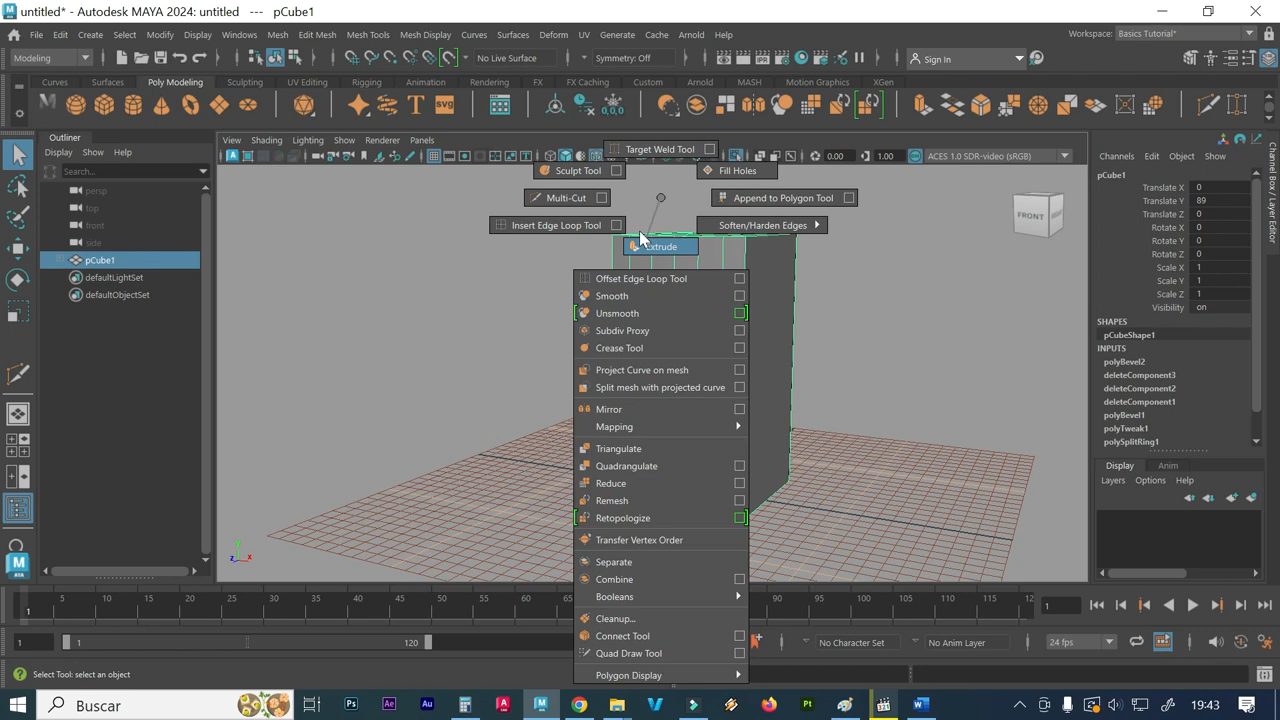 untitled* - Autodesk MAYA 2024: untitled --- pCube1
File Edit Create Select Modify Display Windows Mesh Edit Mesh Mesh Tools Mesh Display Curves Surfaces Deform UV Generate Cache Arnold Help
Workspace: Basics Tutorial*
Modeling
No Live Surface
Symmetry: Off
Sign In
Curves Surfaces Poly Modeling Sculpting UV Editing Rigging Animation Rendering FX FX Caching Custom Arnold MASH Motion Graphics XGen
Outliner
Display Show Help
Search...
persp
top
front
side
pCube1
defaultLightSet
defaultObjectSet
View Shading Lighting Show Renderer Panels
0.00
1.00
ACES 1.0 SDR-video (sRGB)
Target Weld Tool
Sculpt Tool
Fill Holes
Multi-Cut
Append to Polygon Tool
Insert Edge Loop Tool
Soften/Harden Edges
Extrude
Offset Edge Loop Tool
Smooth
Unsmooth
Subdiv Proxy
Crease Tool
Project Curve on mesh
Split mesh with projected curve
Mirror
Mapping
Triangulate
Quadrangulate
Reduce
Remesh
Retopologize
Transfer Vertex Order
Separate
Combine
Booleans
Cleanup...
Connect Tool
Quad Draw Tool
Polygon Display
FRONT
RIGHT
Channels Edit Object Show
pCube1
Translate X 0
Translate Y 89
Translate Z 0
Rotate X 0
Rotate Y 0
Rotate Z 0
Scale X 1
Scale Y 1
Scale Z 1
Visibility on
SHAPES
pCubeShape1
INPUTS
polyBevel2
deleteComponent3
deleteComponent2
deleteComponent1
polyBevel1
polyTweak1
polySplitRing1
Display Anim
Layers Options Help
Channel Box / Layer Editor
5 10 15 20 25 30 35 40 45 50 55 60 65 70 80 85 90 95 100 105 110 115 12
1
1
1
1
120
No Character Set
No Anim Layer
24 fps
Select Tool: select an object
Buscar
19:43